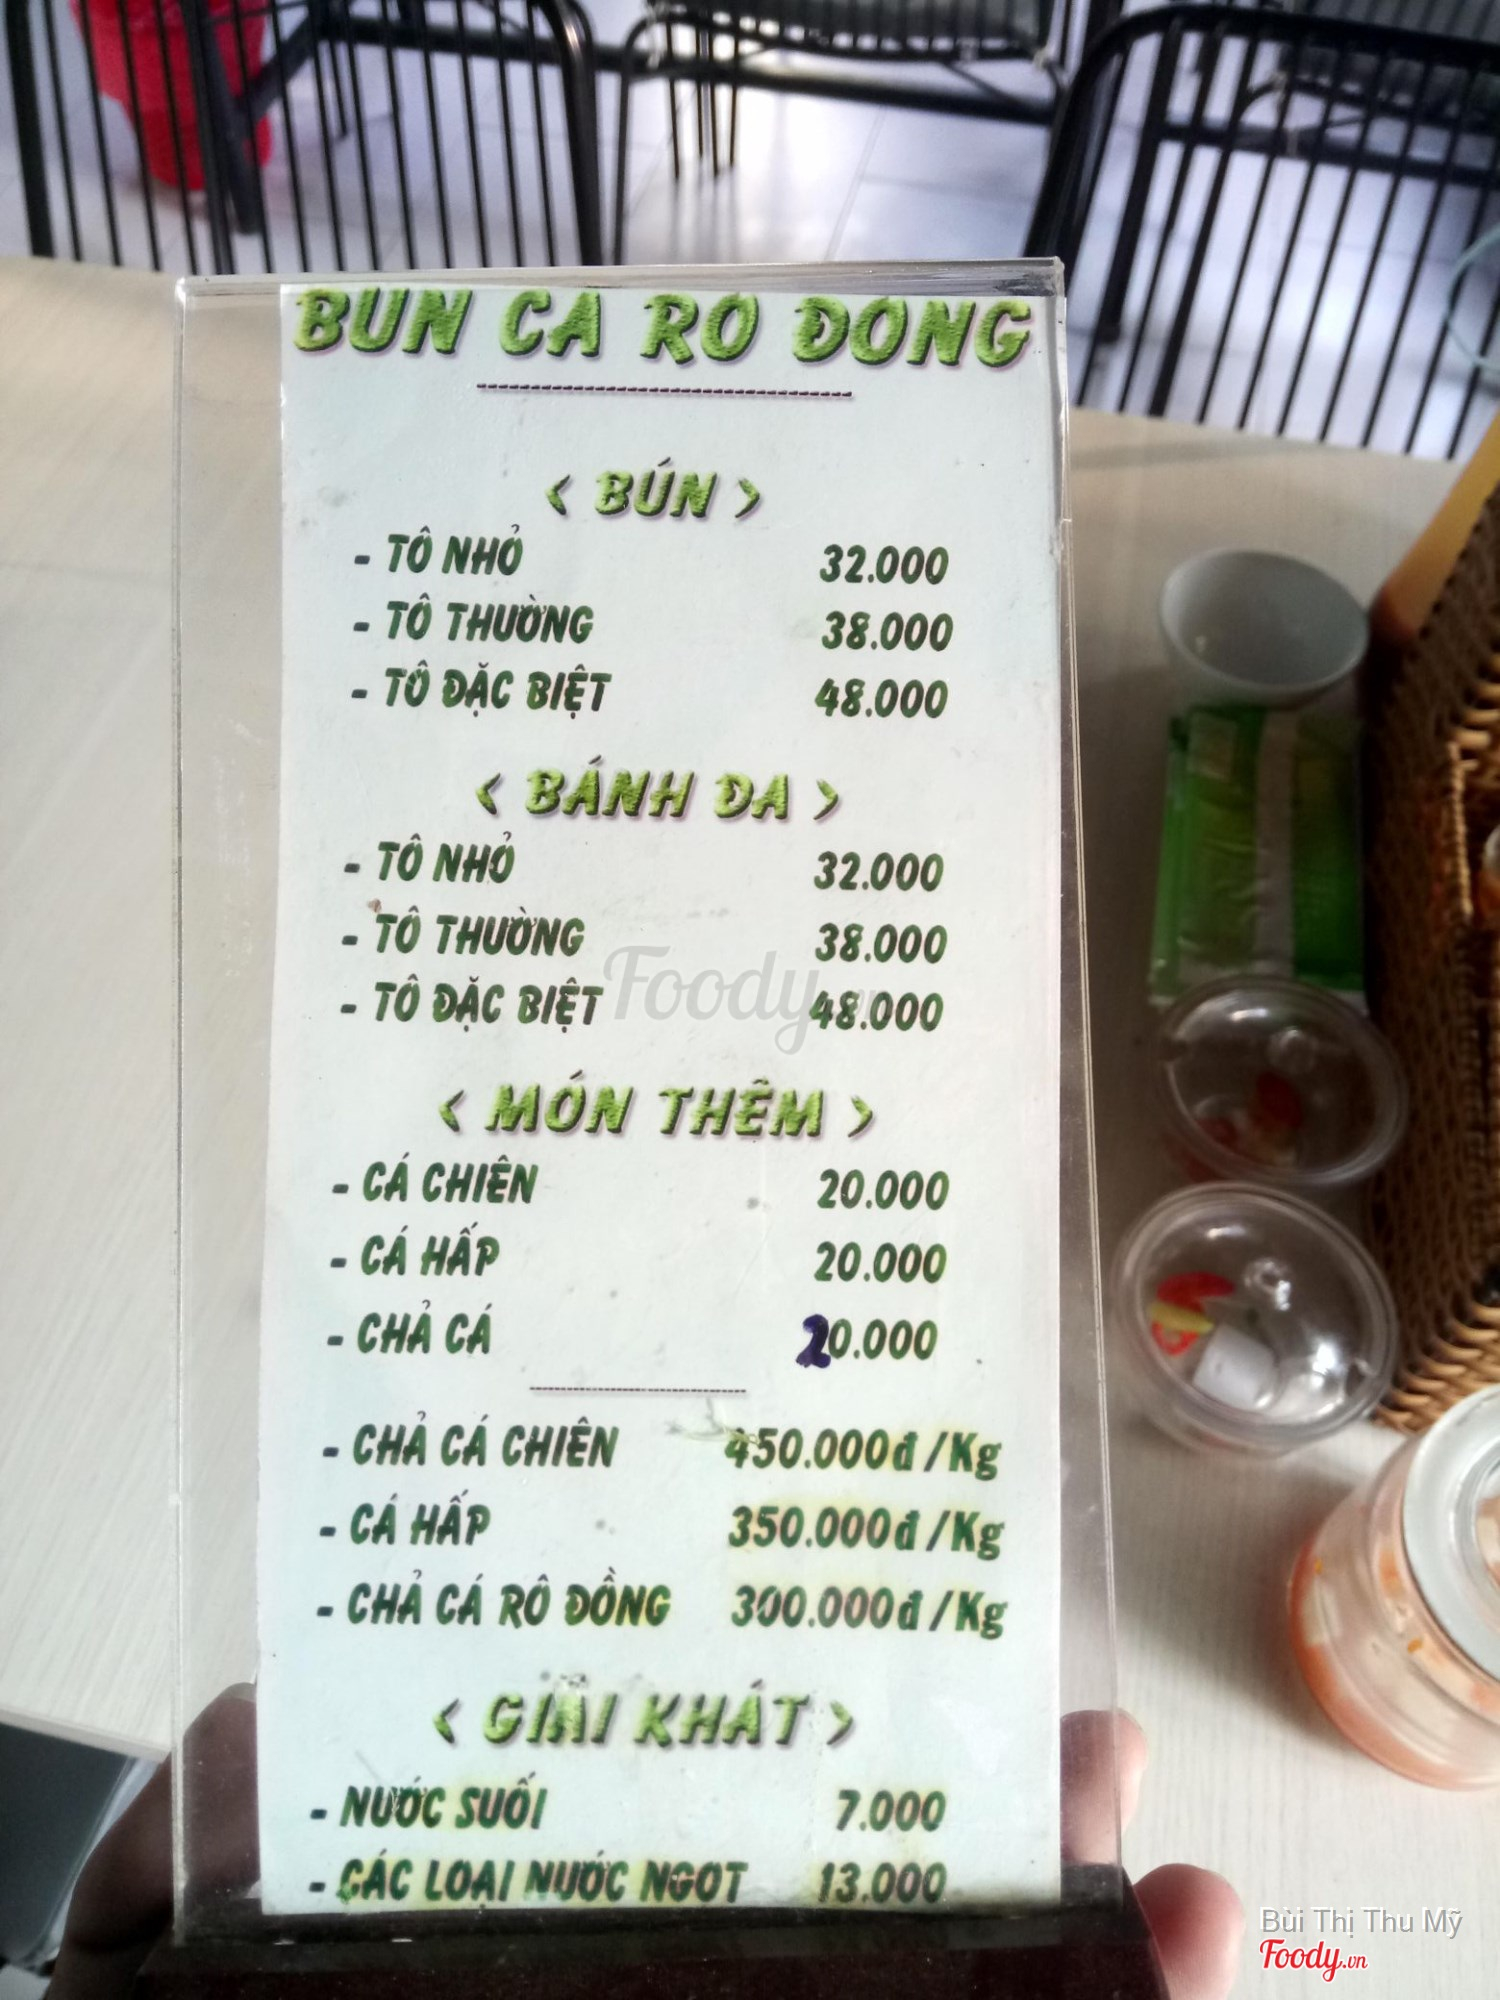 BUN CA RO ĐONG
< BÚN >
- TÔ NHỎ 32.000
- TÔ THƯỜNG 38.000
- TÔ ĐẶC BIỆT 48.000
< BÁNH ĐA >
- TÔ NHỎ 32.000
- TÔ THƯỜNG 38.000
- TÔ ĐẶC BIỆT 48.000
Foody.vn
< MÓN THÊM >
- CÁ CHIÊN 20.000
- CÁ HẤP 20.000
- CHẢ CÁ 20.000
- CHẢ CÁ CHIÊN 450.000đ/Kg
- CÁ HẤP 350.000đ/Kg
- CHẢ CÁ RÔ ĐỒNG 300.000đ/Kg
< GIẢI KHÁT >
- NƯỚC SUỐI 7.000
- CÁC LOẠI NƯỚC NGỌT 13.000
Bùi Thị Thu Mỹ
Foody.vn